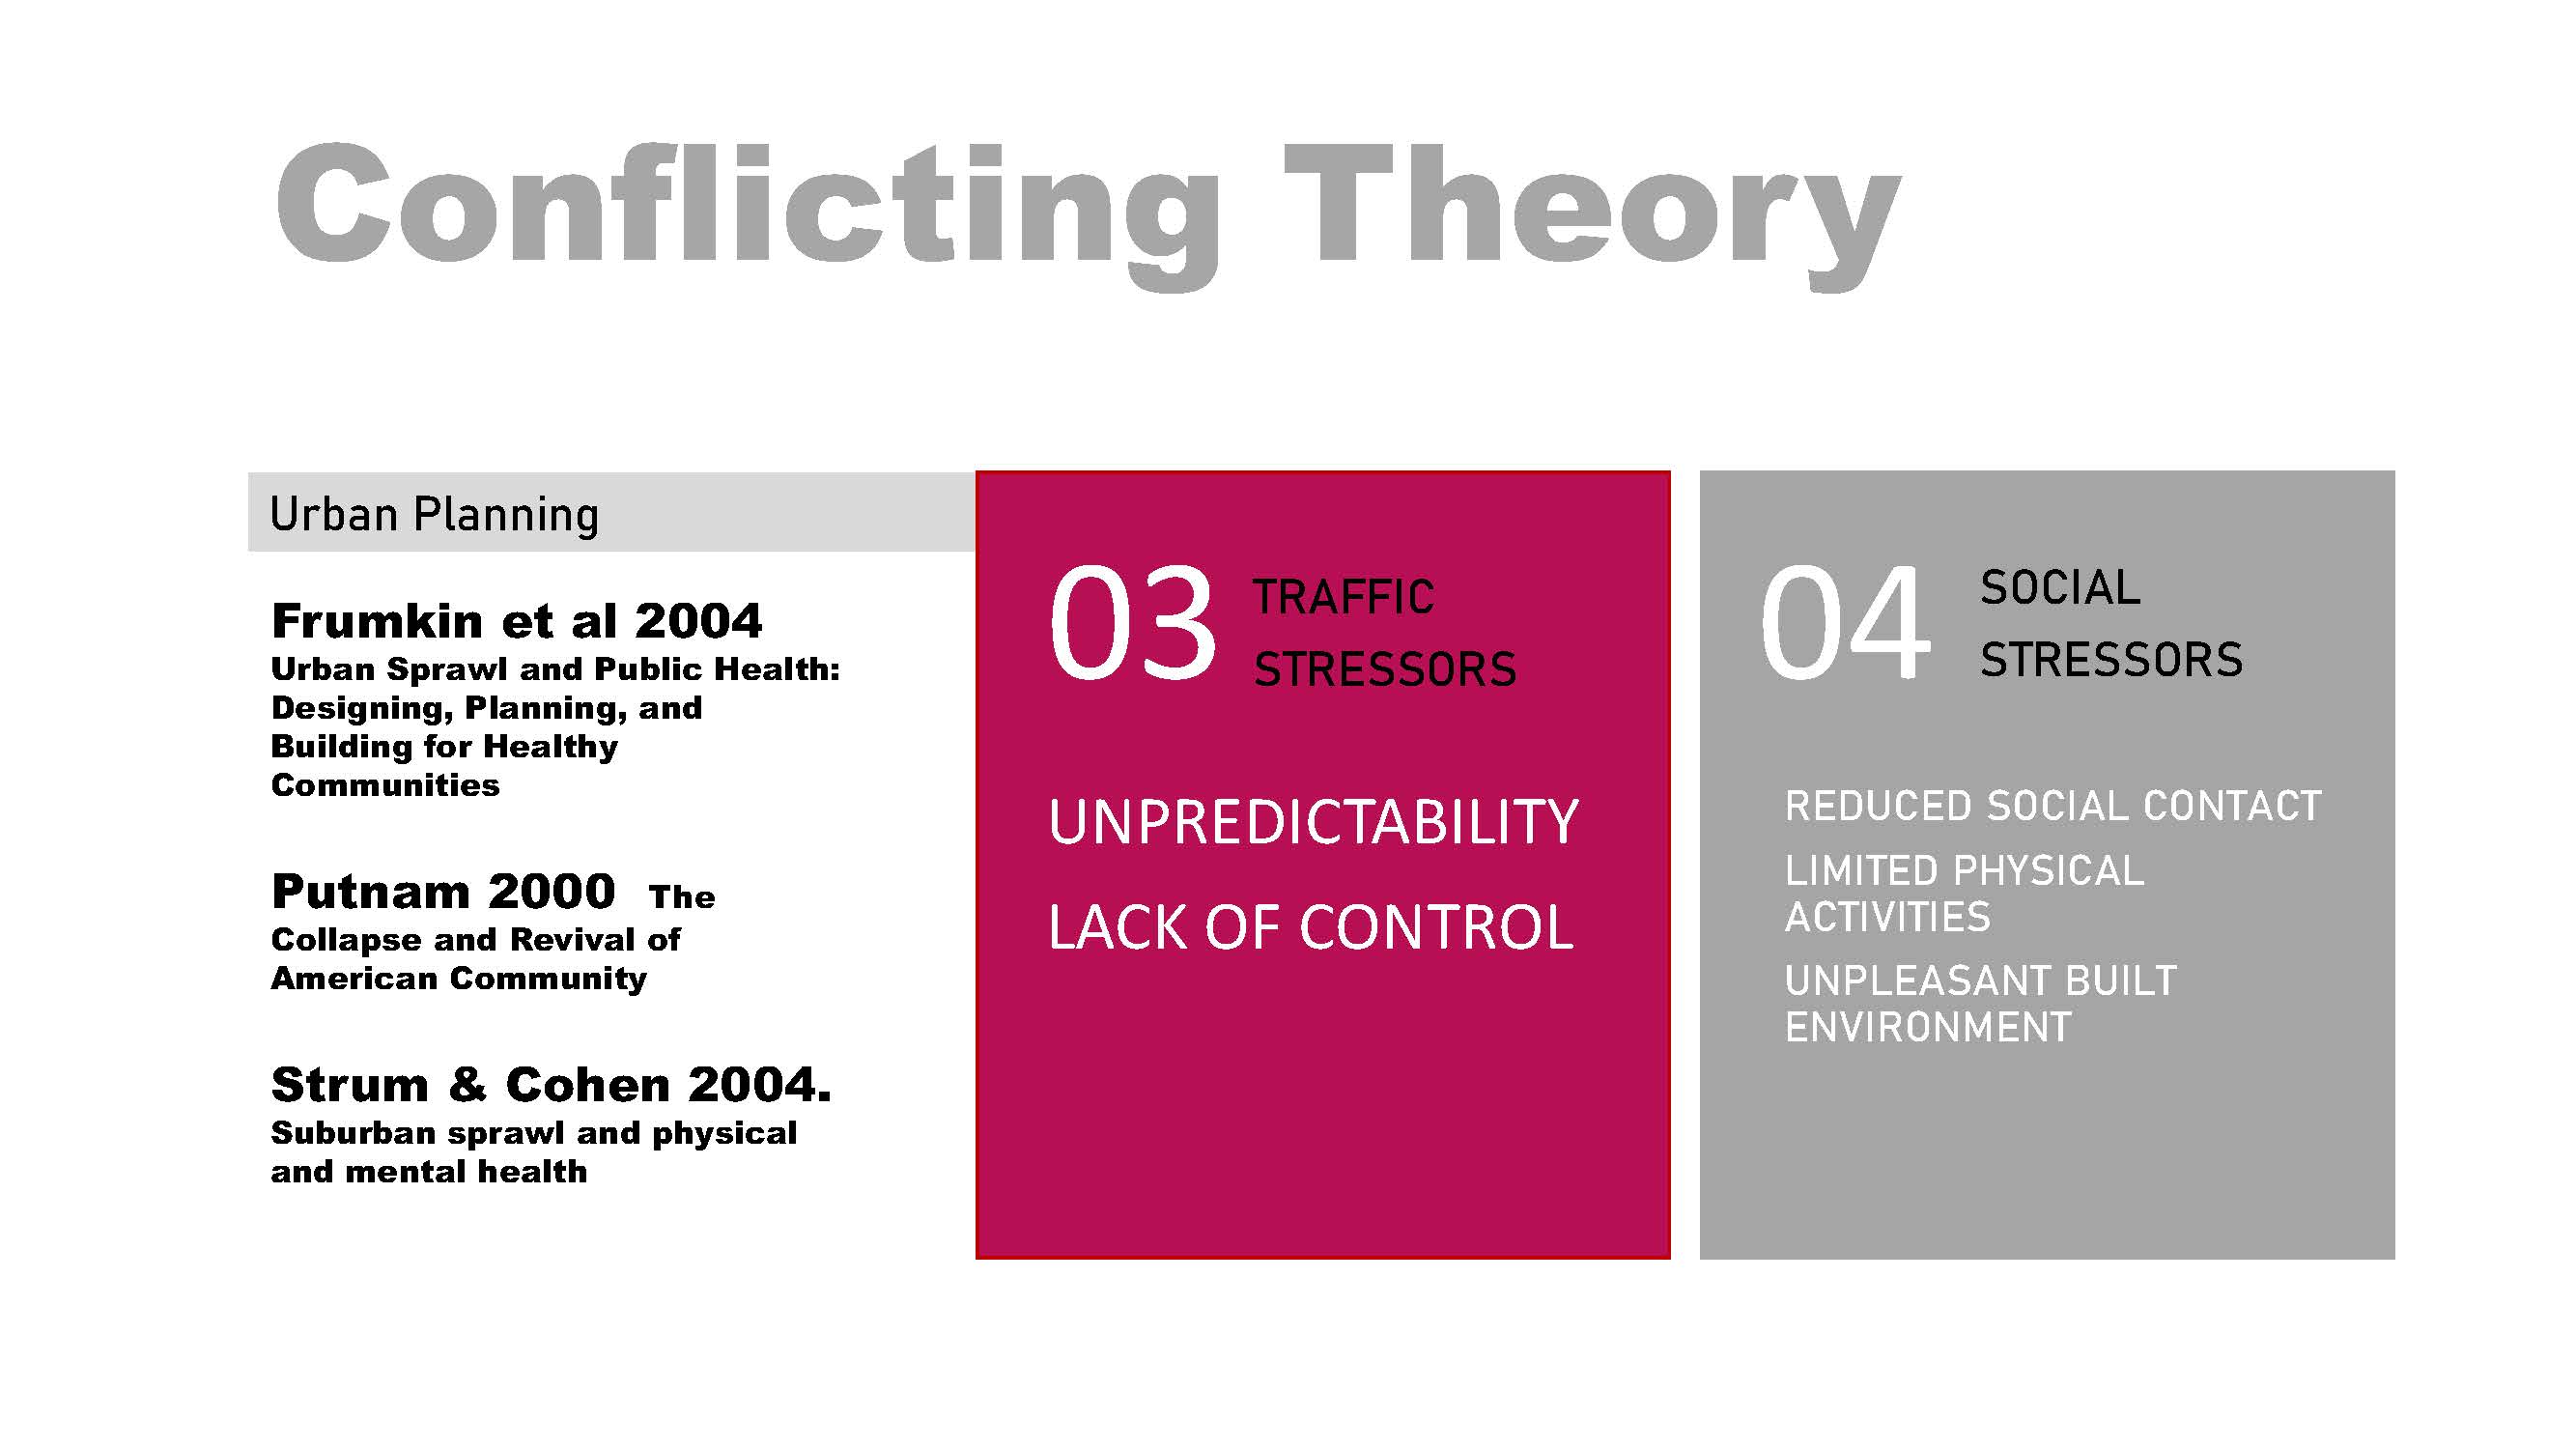 Conflicting Theory
Urban Planning
Frumkin et al 2004
Urban Sprawl and Public Health:
Designing, Planning, and
Building for Healthy
Communities
Putnam 2000 The
Collapse and Revival of
American Community
Strum & Cohen 2004.
Suburban sprawl and physical
and mental health
03
TRAFFIC
STRESSORS
UNPREDICTABILITY
LACK OF CONTROL
04
SOCIAL
STRESSORS
REDUCED SOCIAL CONTACT
LIMITED PHYSICAL
ACTIVITIES
UNPLEASANT BUILT
ENVIRONMENT